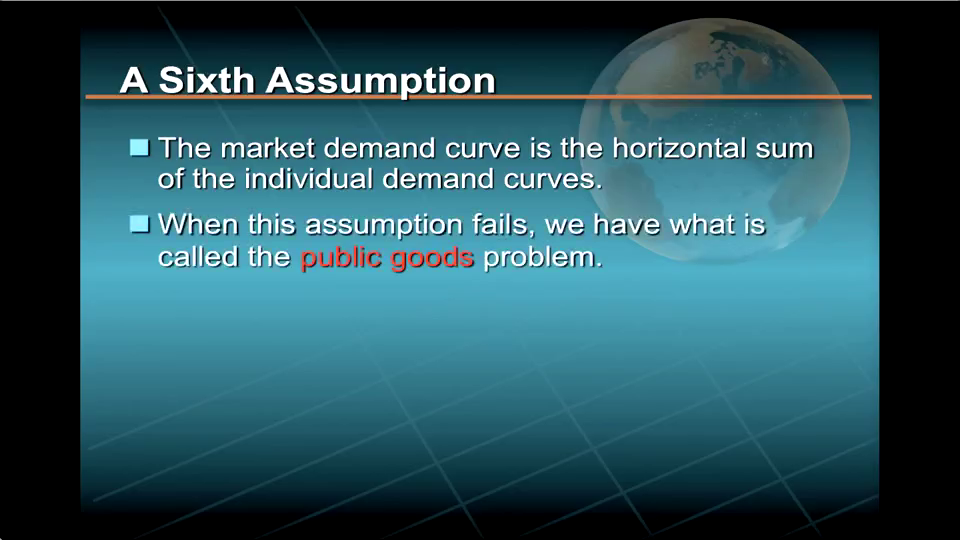 A Sixth Assumption
The market demand curve is the horizontal sum
of the individual demand curves.
When this assumption fails, we have what is
called the public goods problem.